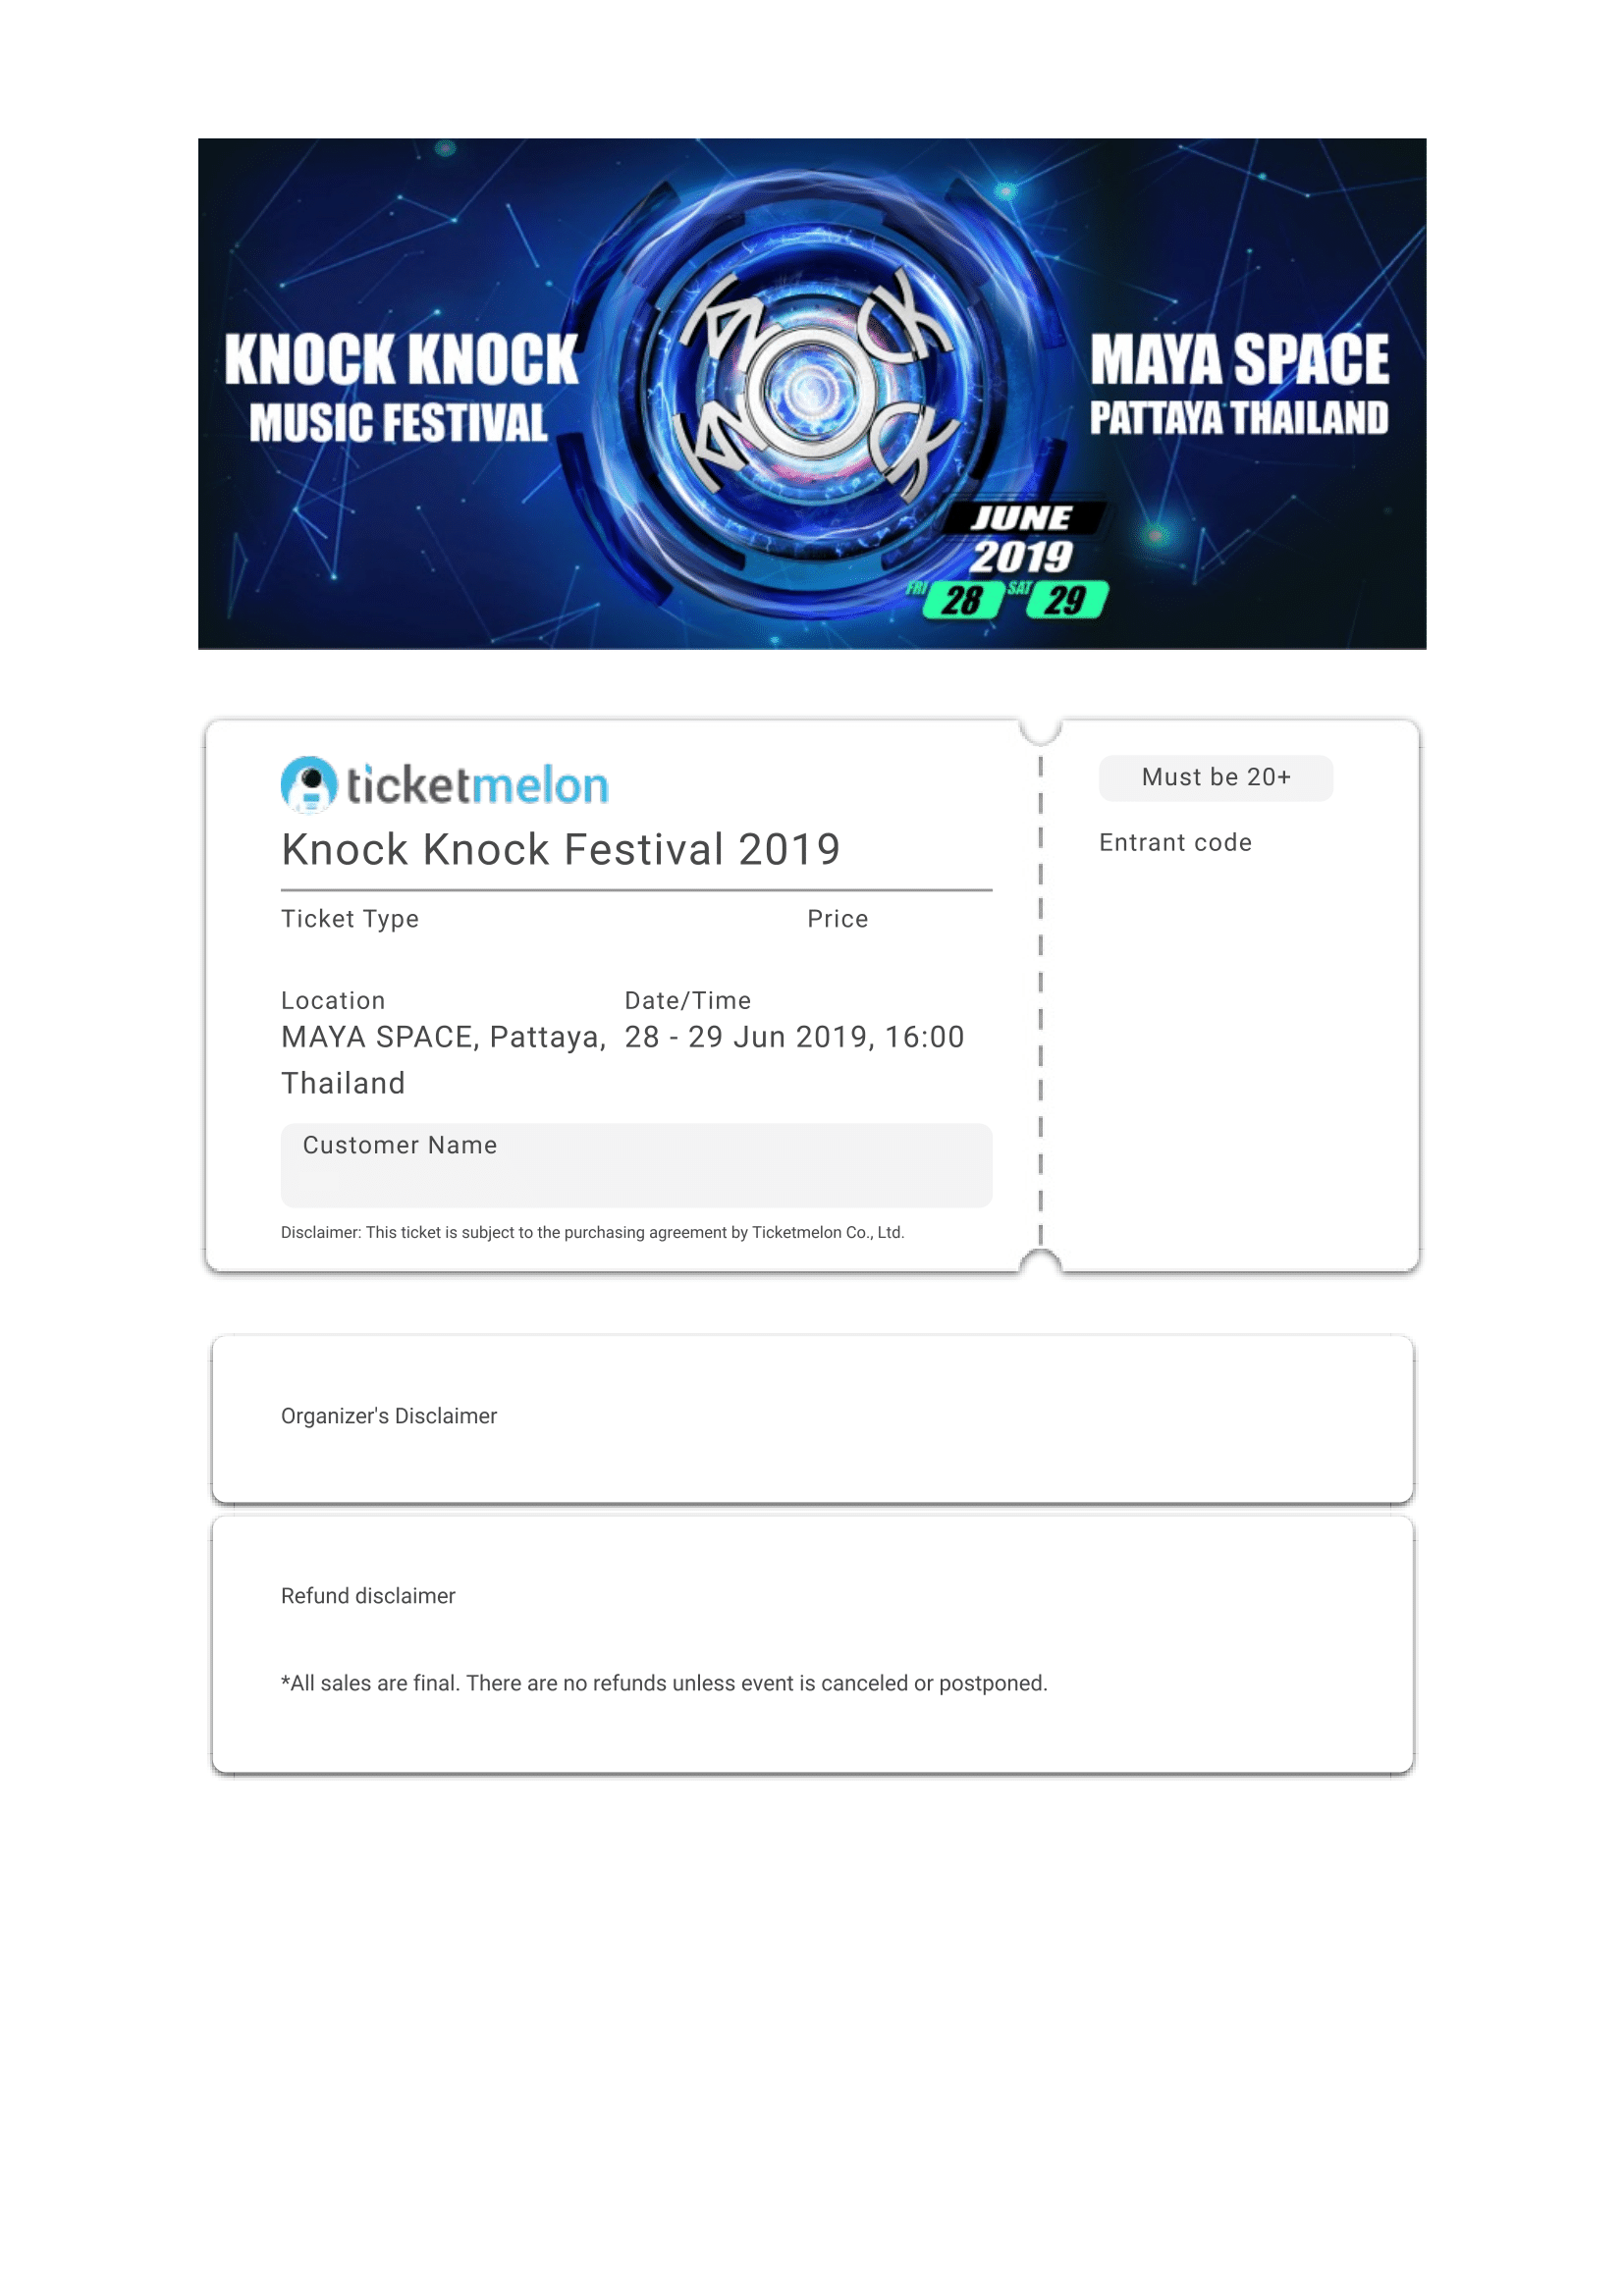 KNOCK KNOCK
MUSIC FESTIVAL
KNOCK
KNOCK
MAYA SPACE
PATTAYA THAILAND
JUNE
2019
FRI 28 SAT 29
ticketmelon
Knock Knock Festival 2019
Ticket Type Price
Location Date/Time
MAYA SPACE, Pattaya, 28 - 29 Jun 2019, 16:00
Thailand
Customer Name
Disclaimer: This ticket is subject to the purchasing agreement by Ticketmelon Co., Ltd.
Must be 20+
Entrant code
Organizer's Disclaimer
Refund disclaimer
*All sales are final. There are no refunds unless event is canceled or postponed.